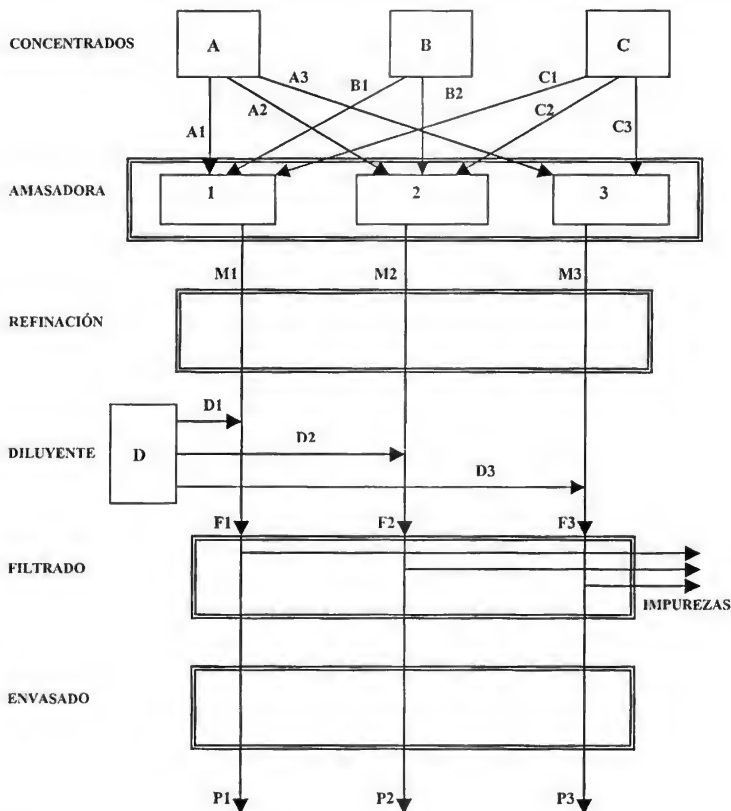 CONCENTRADOS A B C
A3 B1 C1
A1 A2 B2 C2 C3
AMASADORA 1 2 3
M1 M2 M3
REFINACIÓN
D1
DILUYENTE D D2
D3
F1 F2 F3
FILTRADO
IMPUREZAS
ENVASADO
P1 P2 P3